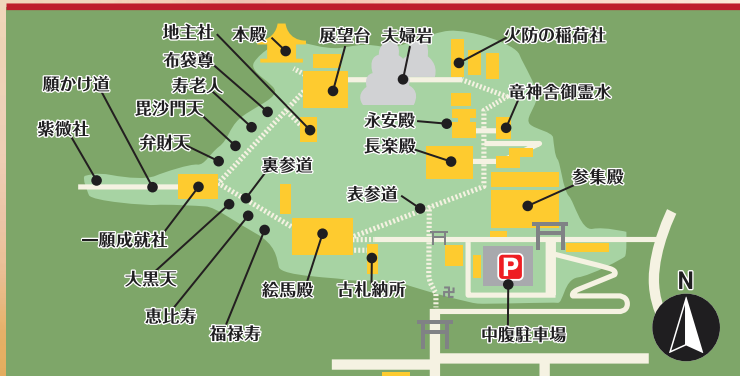 地主社
本殿
展望台
夫婦岩
火防の稲荷社
布袋尊
寿老人
願かけ道
毘沙門天
竜神舎御霊水
紫微社
弁財天
永安殿
長楽殿
裏参道
参集殿
表参道
一願成就社
大黒天
絵馬殿
古札納所
P
N
恵比寿
福禄寿
中腹駐車場
卍